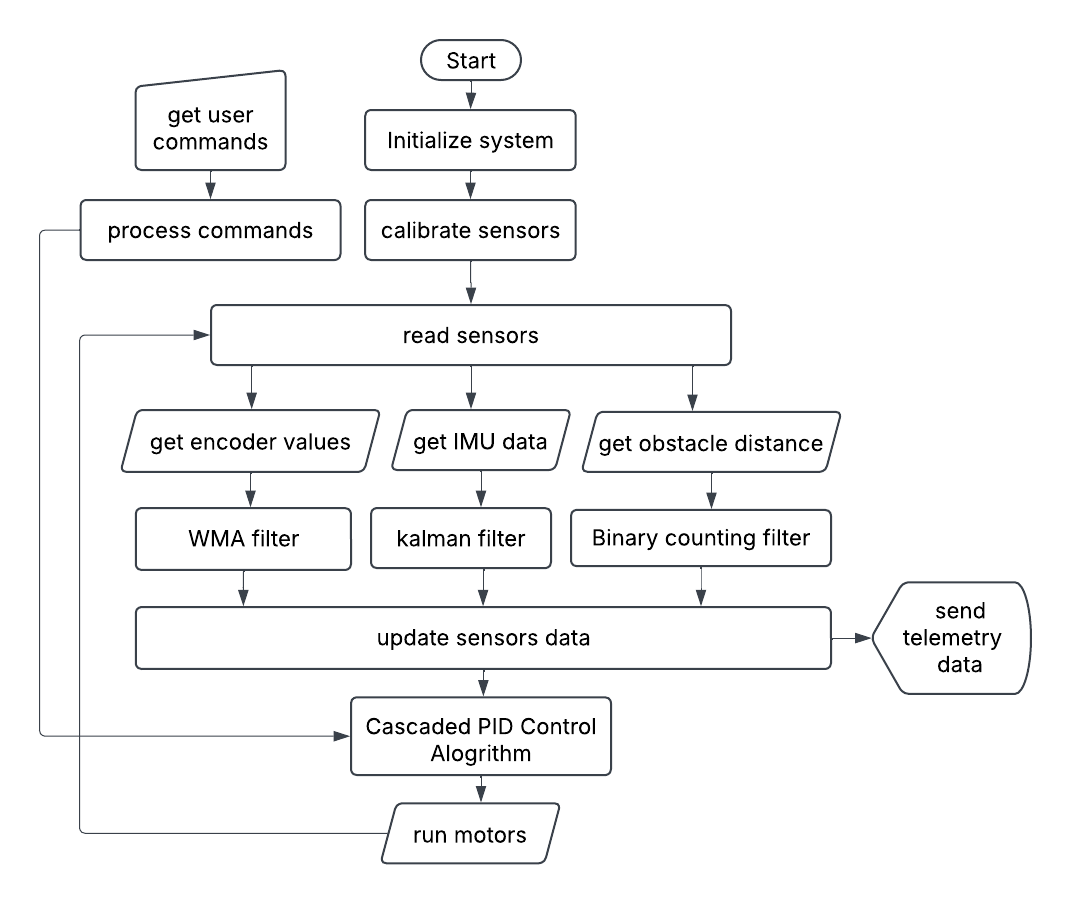 Start
get user
commands
Initialize system
process commands
calibrate sensors
read sensors
get encoder values
get IMU data
get obstacle distance
WMA filter
kalman filter
Binary counting filter
update sensors data
send
telemetry
data
Cascaded PID Control
Alogrithm
run motors